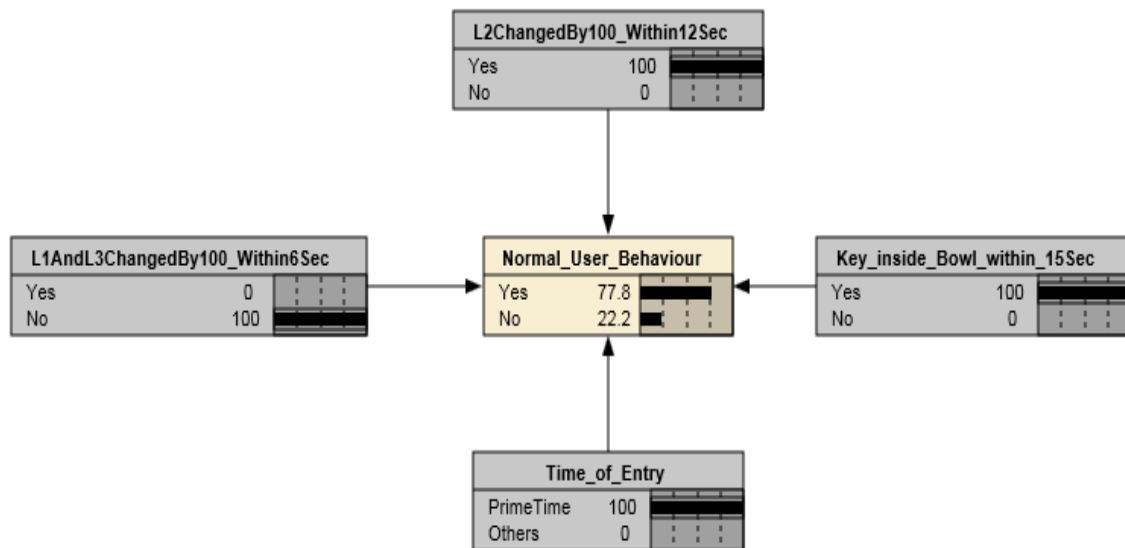 L2ChangedBy100_Within12Sec
Yes 100
No 0
L1AndL3ChangedBy100_Within6Sec
Yes 0
No 100
Normal_User_Behaviour
Yes 77.8
No 22.2
Key_inside_Bowl_within_15Sec
Yes 100
No 0
Time_of_Entry
PrimeTime 100
Others 0